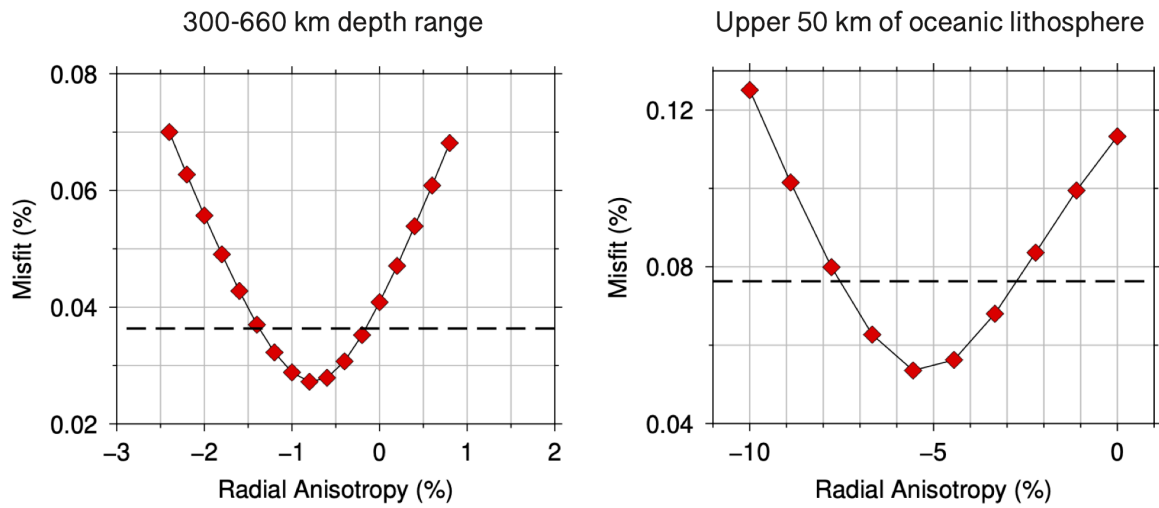 300-660 km depth range
Misfit (%)
0.08
0.06
0.04
0.02
−3 −2 −1 0 1 2
Radial Anisotropy (%)
Upper 50 km of oceanic lithosphere
Misfit (%)
0.12
0.08
0.04
−10 −5 0
Radial Anisotropy (%)